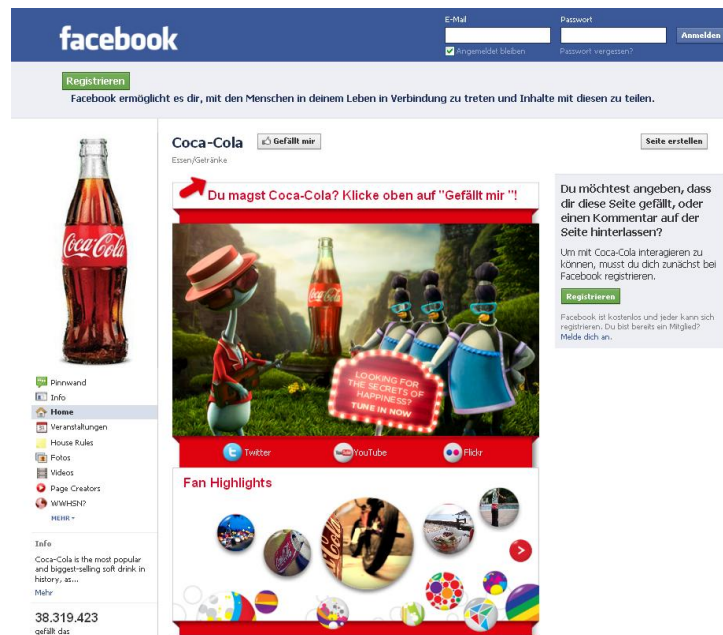 facebook
E-Mail
Passwort
Anmelden
Angemeldet bleiben
Passwort vergessen?
Registrieren
Facebook ermöglicht es dir, mit den Menschen in deinem Leben in Verbindung zu treten und Inhalte mit diesen zu teilen.
Coca-Cola
Pinnwand
Info
Home
Veranstaltungen
House Rules
Fotos
Videos
Page Creators
WWHSN?
MEHR
Info
Coca-Cola is the most popular
and biggest-selling soft drink in
history, as...
Mehr
38.319.423
gefällt das
Coca-Cola
Gefällt mir
Seite erstellen
Essen/Getränke
Du magst Coca-Cola? Klicke oben auf "Gefällt mir "!
Coca-Cola
LOOKING FOR
THE SECRETS OF
HAPPINESS?
TUNE IN NOW
Twitter
YouTube
Flickr
Fan Highlights
Du möchtest angeben, dass
dir diese Seite gefällt, oder
einen Kommentar auf der
Seite hinterlassen?
Um mit Coca-Cola interagieren zu
können, musst du dich zunächst bei
Facebook registrieren.
Registrieren
Facebook ist kostenlos und jeder kann sich
registrieren. Du bist bereits ein Mitglied?
Melde dich an.